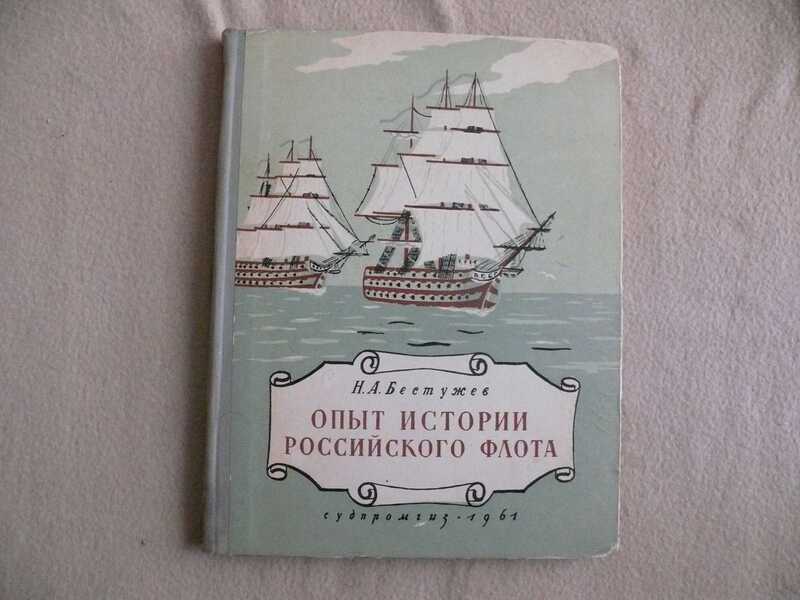 Н.А.Бестужев
ОПЫТ ИСТОРИИ
РОССИЙСКОГО ФЛОТА
судпромгиз-1961